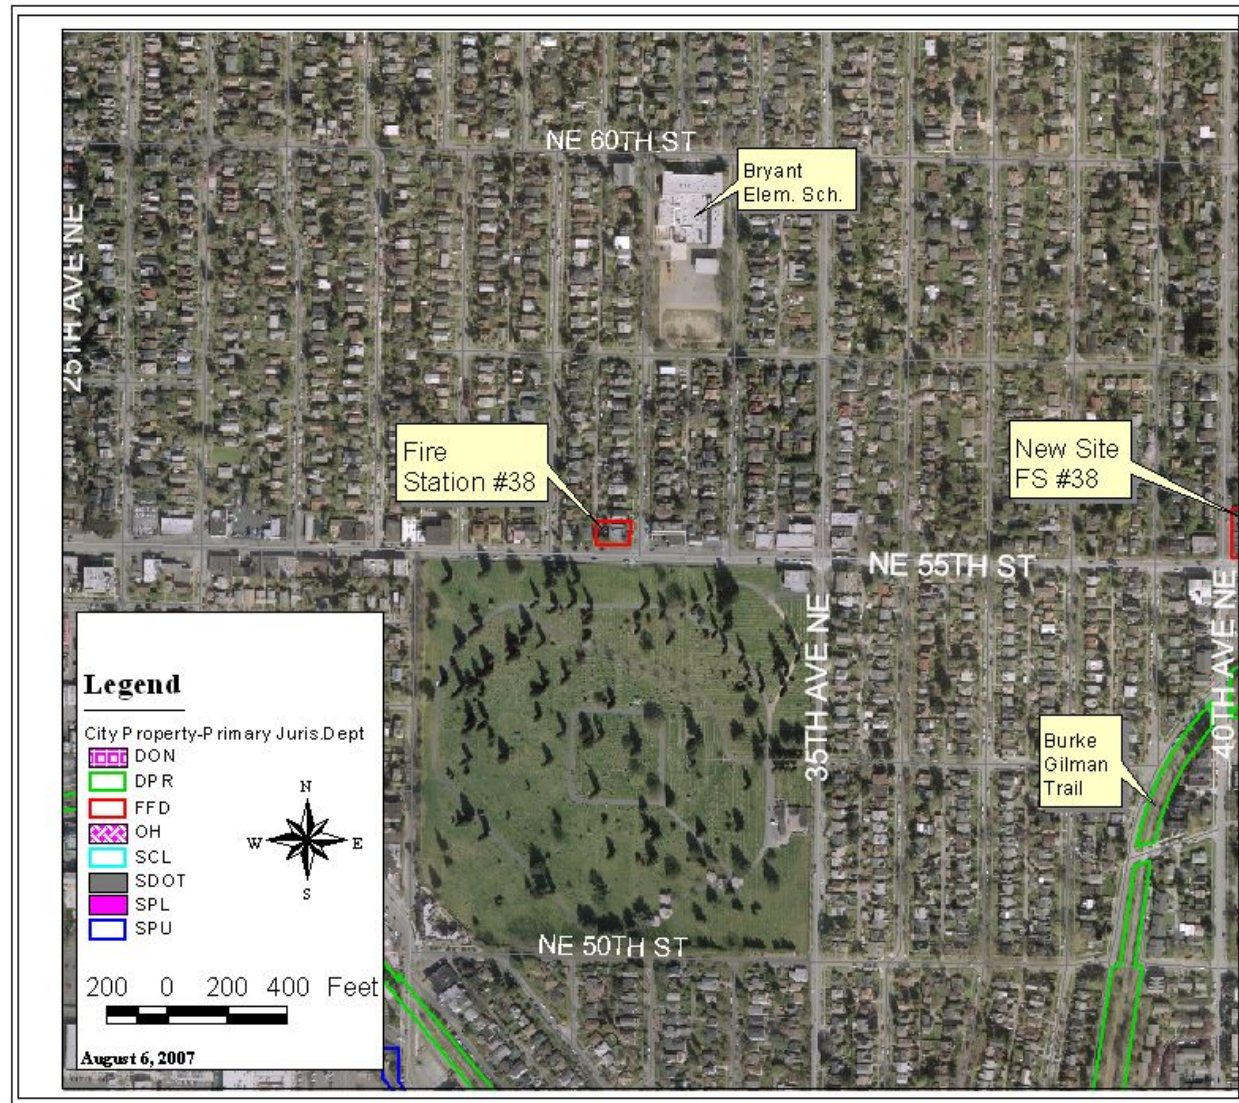 NE 60TH ST
Bryant
Elem. Sch.
25TH AVE NE
Fire
Station #38
New Site
FS #38
NE 55TH ST
35TH AVE NE
40TH AVE NE
Burke
Gilman
Trail
NE 50TH ST
Legend
City Property-Primary Juris.Dept
DON
DPR
FFD
OH
SCL
SDOT
SPL
SPU
N
W E
S
200 0 200 400 Feet
August 6, 2007